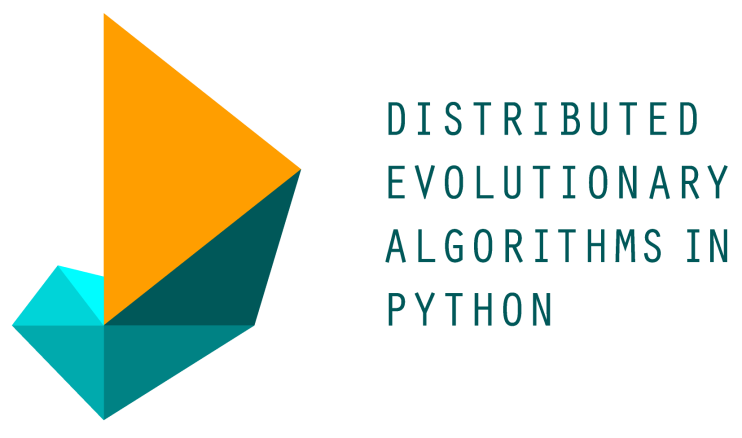 DISTRIBUTED
EVOLUTIONARY
ALGORITHMS IN
PYTHON